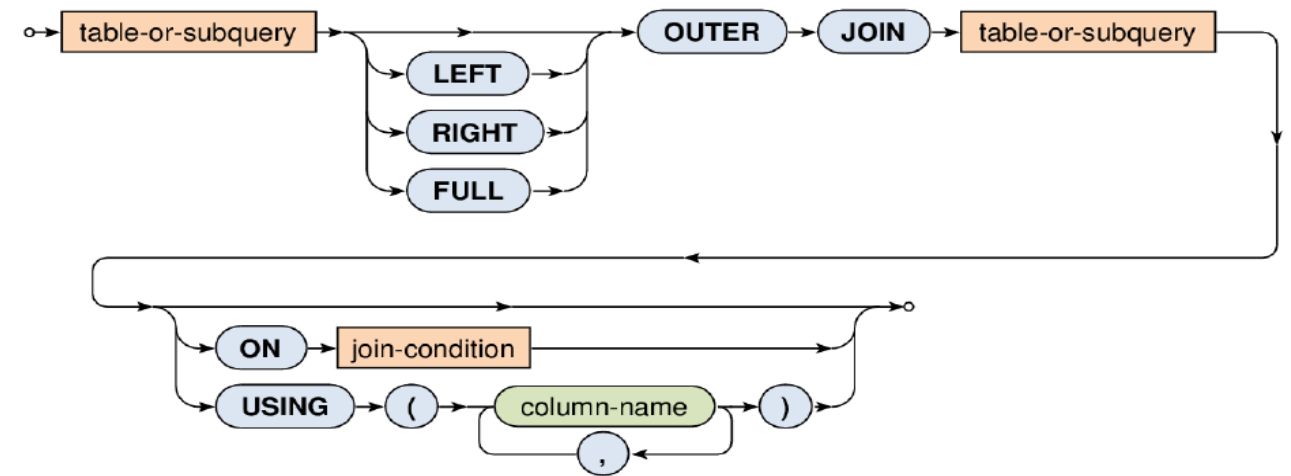 table-or-subquery OUTER JOIN table-or-subquery
LEFT
RIGHT
FULL
ON join-condition
USING ( column-name )
,